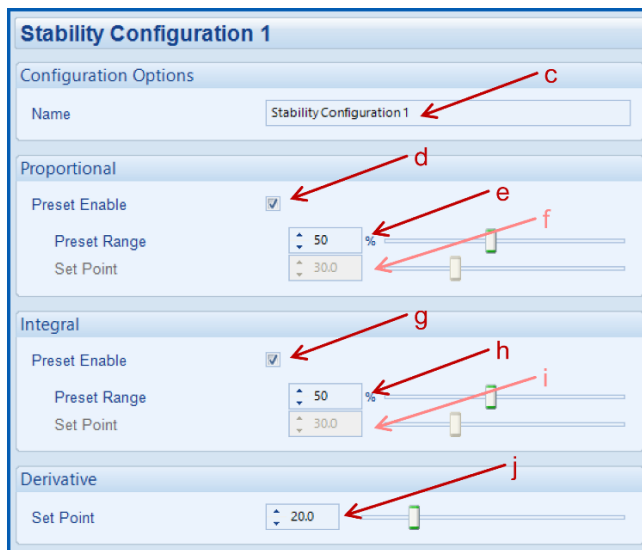 Stability Configuration 1
Configuration Options
c
Name
Stability Configuration 1
d
Proportional
Preset Enable
e
f
Preset Range
50
%
Set Point
30.0
g
Integral
Preset Enable
h
i
Preset Range
50
%
Set Point
30.0
j
Derivative
Set Point
20.0